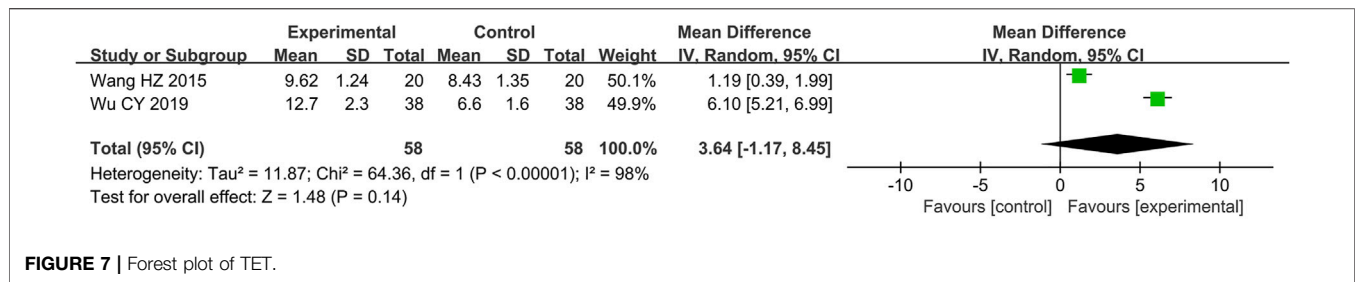 Experimental Control Mean Difference Mean Difference
Study or Subgroup Mean SD Total Mean SD Total Weight IV, Random, 95% CI IV, Random, 95% CI
Wang HZ 2015 9.62 1.24 20 8.43 1.35 20 50.1% 1.19 [0.39, 1.99]
Wu CY 2019 12.7 2.3 38 6.6 1.6 38 49.9% 6.10 [5.21, 6.99]
Total (95% CI) 58 58 100.0% 3.64 [-1.17, 8.45]
Heterogeneity: Tau² = 11.87; Chi² = 64.36, df = 1 (P < 0.00001); I² = 98%
Test for overall effect: Z = 1.48 (P = 0.14)
-10 -5 0 5 10
Favours [control] Favours [experimental]
FIGURE 7 | Forest plot of TET.